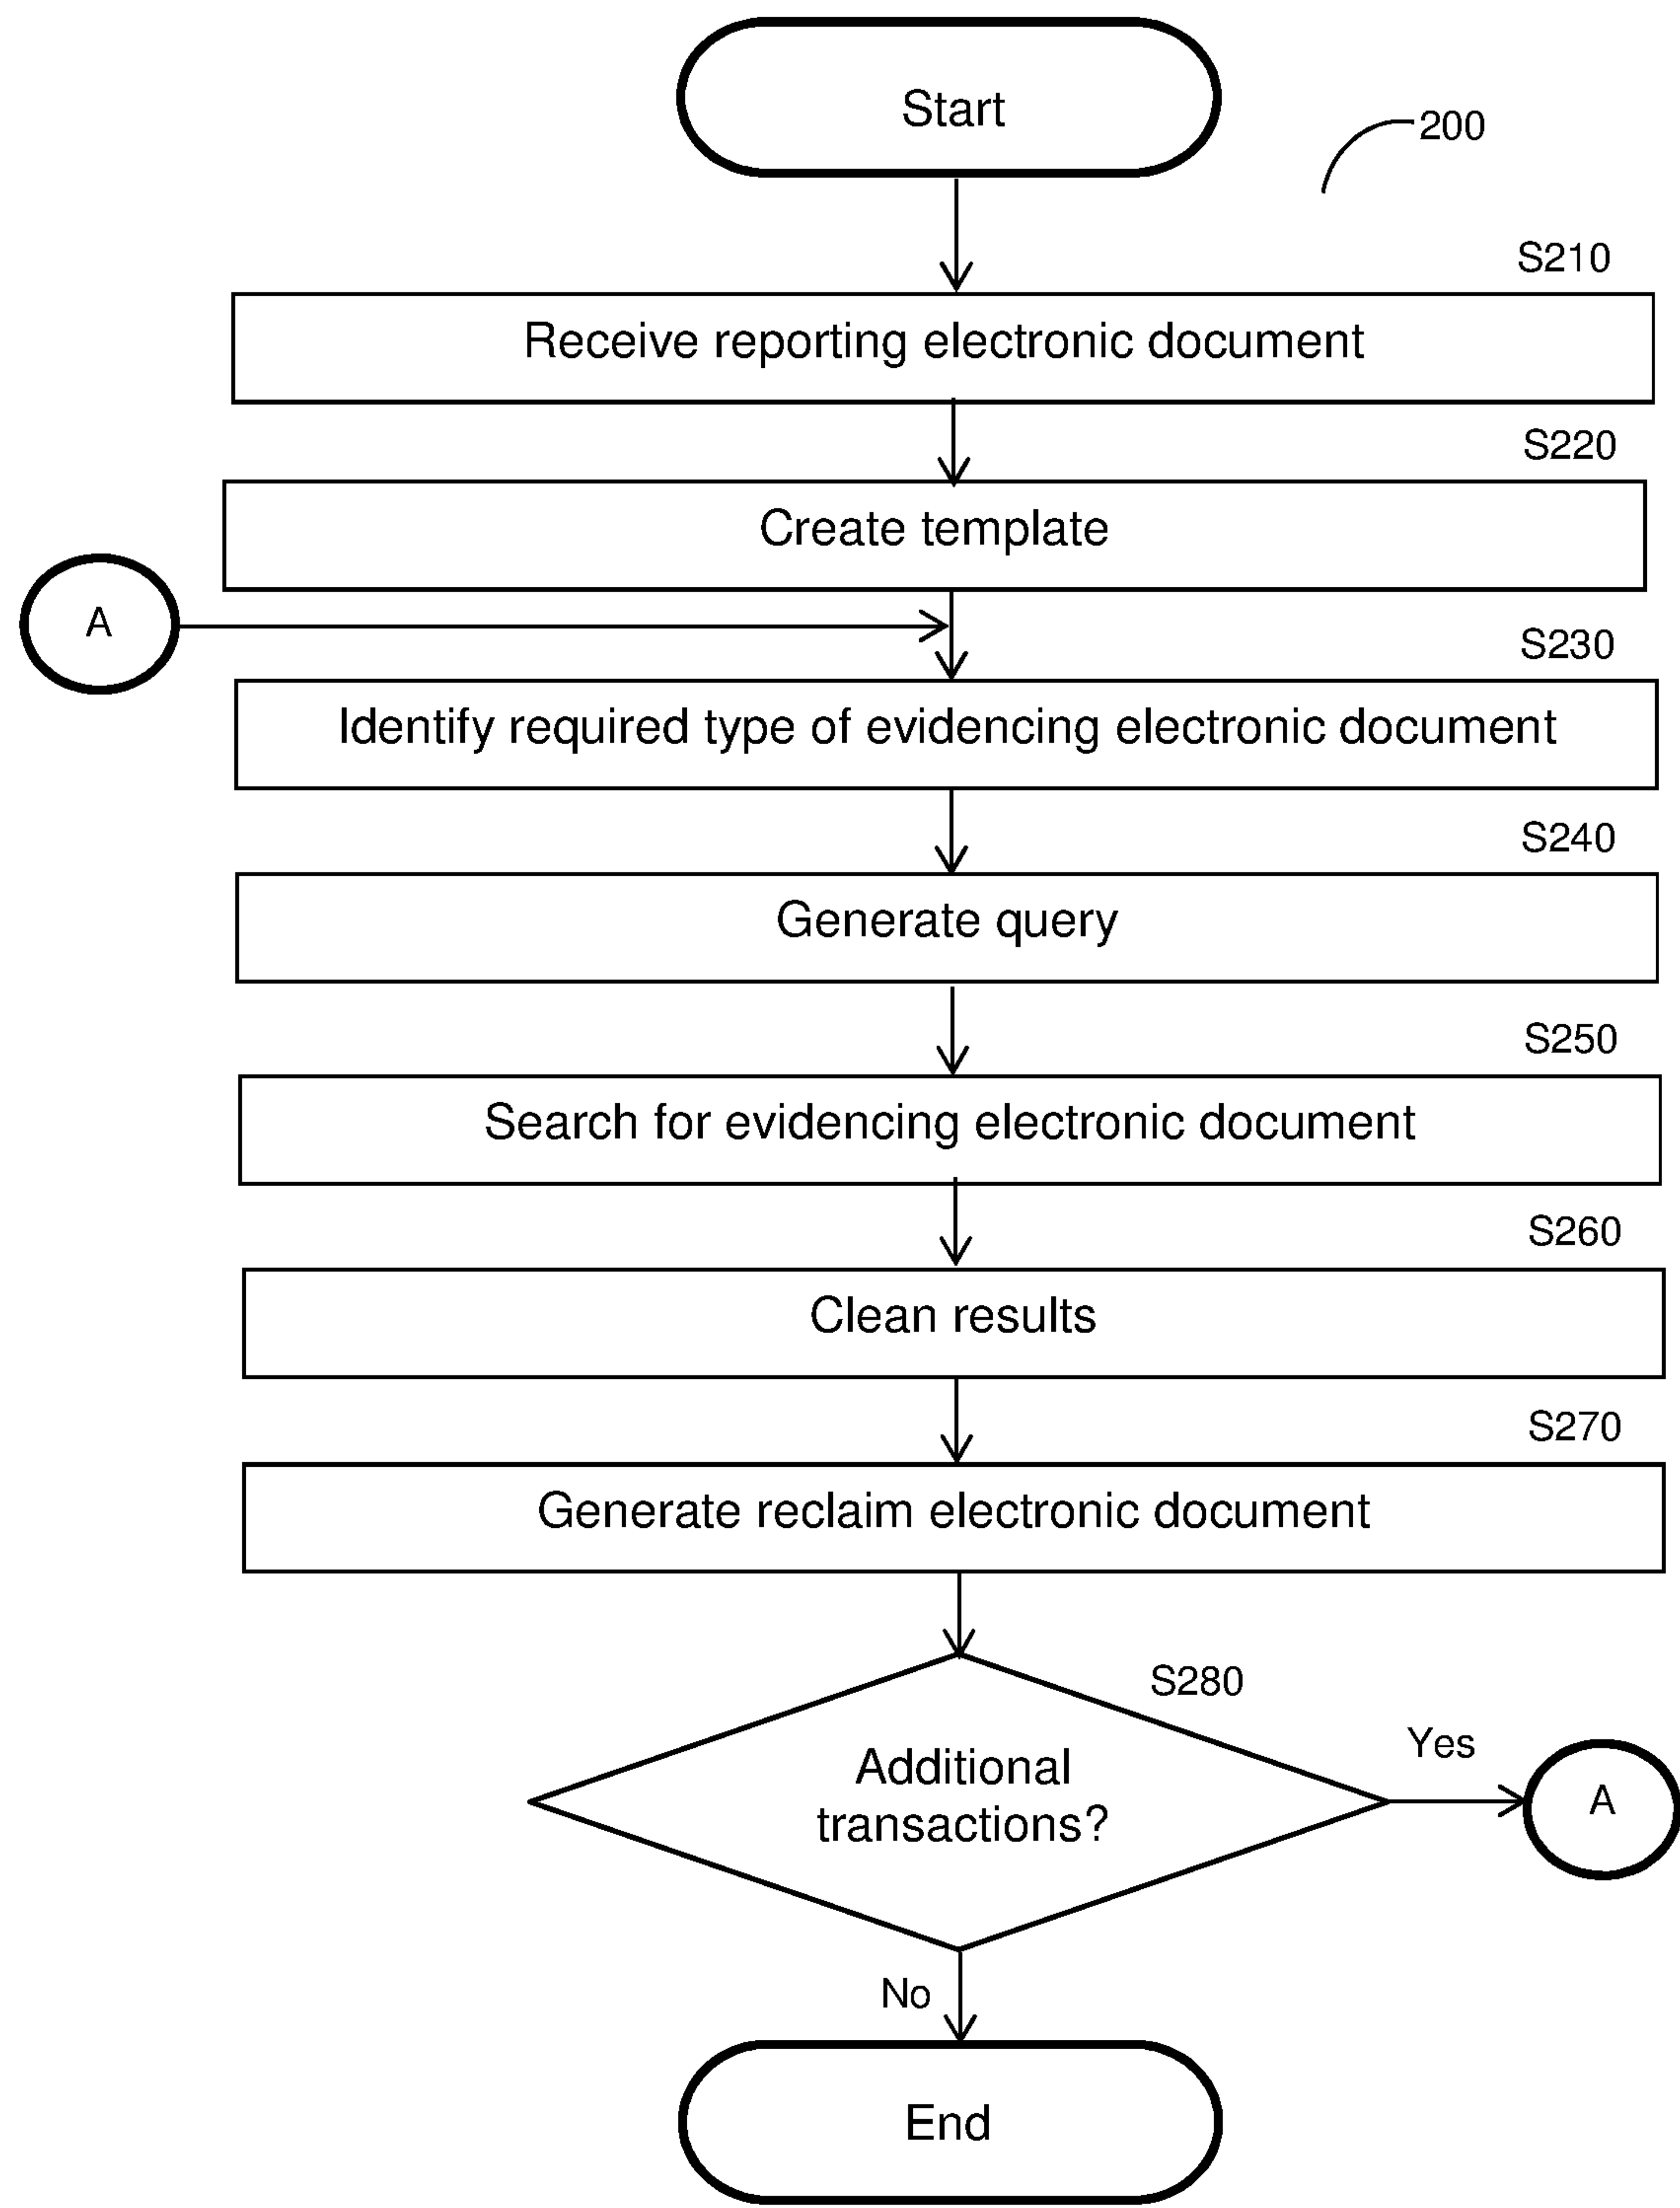 Start
200
S210
Receive reporting electronic document
S220
Create template
A
S230
Identify required type of evidencing electronic document
S240
Generate query
S250
Search for evidencing electronic document
S260
Clean results
S270
Generate reclaim electronic document
S280
Additional
transactions?
Yes
A
No
End